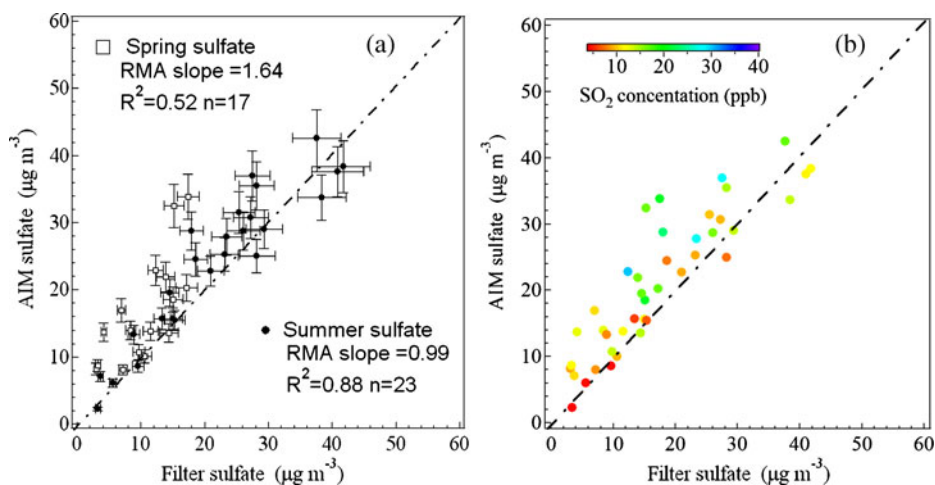 60
50
40
30
20
10
0
AIM sulfate (μg m-3)
(a)
Spring sulfate
RMA slope =1.64
R2=0.52 n=17
Summer sulfate
RMA slope =0.99
R2=0.88 n=23
0 10 20 30 40 50 60
Filter sulfate (μg m-3)
60
50
40
30
20
10
0
AIM sulfate (μg m-3)
(b)
10 20 30 40
SO2 concentation (ppb)
0 10 20 30 40 50 60
Filter sulfate (μg m-3)